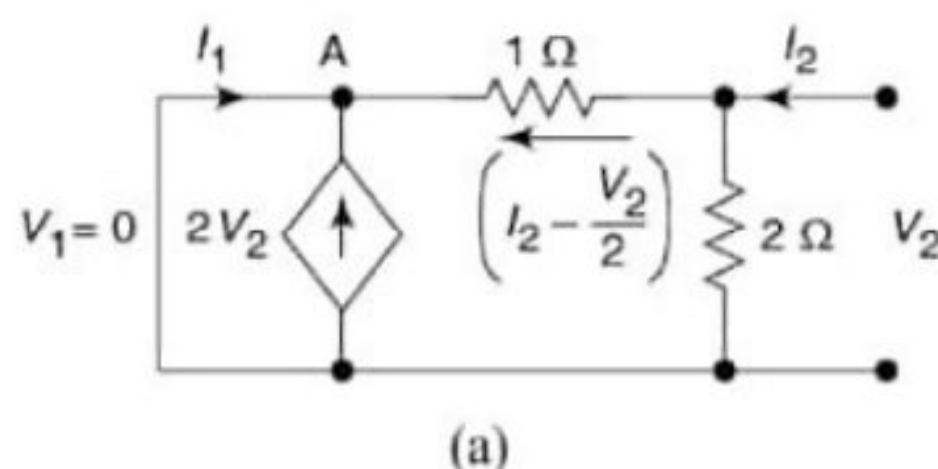 I₁ A 1 Ω I₂
(I₂ − V₂/2)
V₁ = 0 2V₂ 2 Ω V₂
(a)